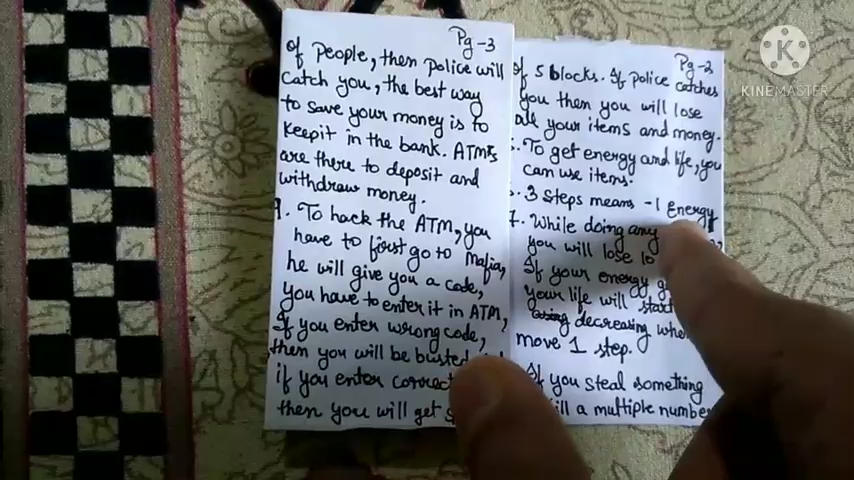 Pg-3
of People, then police will
catch you, the best way
to save your money is to
keep it in the bank. ATM's
are there to deposit and
withdraw money.
9. To hack the ATM, you
have to first go to Mafia,
he will give you a code,
you have to enter it in ATM,
If you enter wrong code,
then you will be busted
if you enter correct
then you will get
Pg-2
of 5 blocks. If police catches
you then you will lose
all your items and money.
To get energy and life, you
can use items.
3 Steps means -1 energy
7. While doing any
you will lose 10
If your energy
your life will start
decreasing when
move 1 step.
If you steal something
a multiple number
K
KINEMASTER